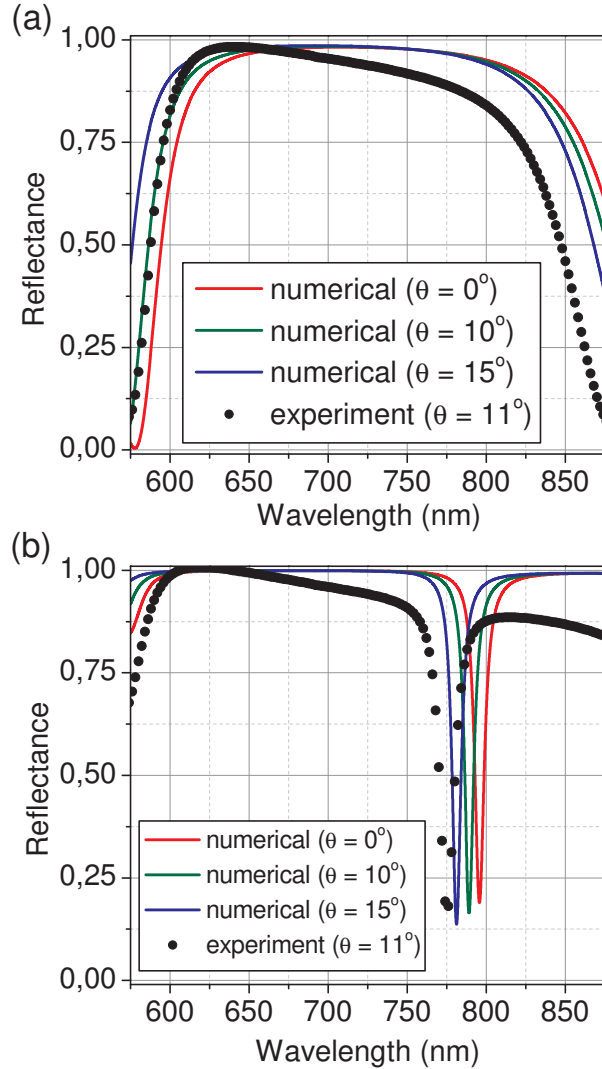 (a)
1,00
0,75
0,50
0,25
0,00
Reflectance
numerical (θ = 0°)
numerical (θ = 10°)
numerical (θ = 15°)
experiment (θ = 11°)
600 650 700 750 800 850
Wavelength (nm)
(b)
1,00
0,75
0,50
0,25
0,00
Reflectance
numerical (θ = 0°)
numerical (θ = 10°)
numerical (θ = 15°)
experiment (θ = 11°)
600 650 700 750 800 850
Wavelength (nm)